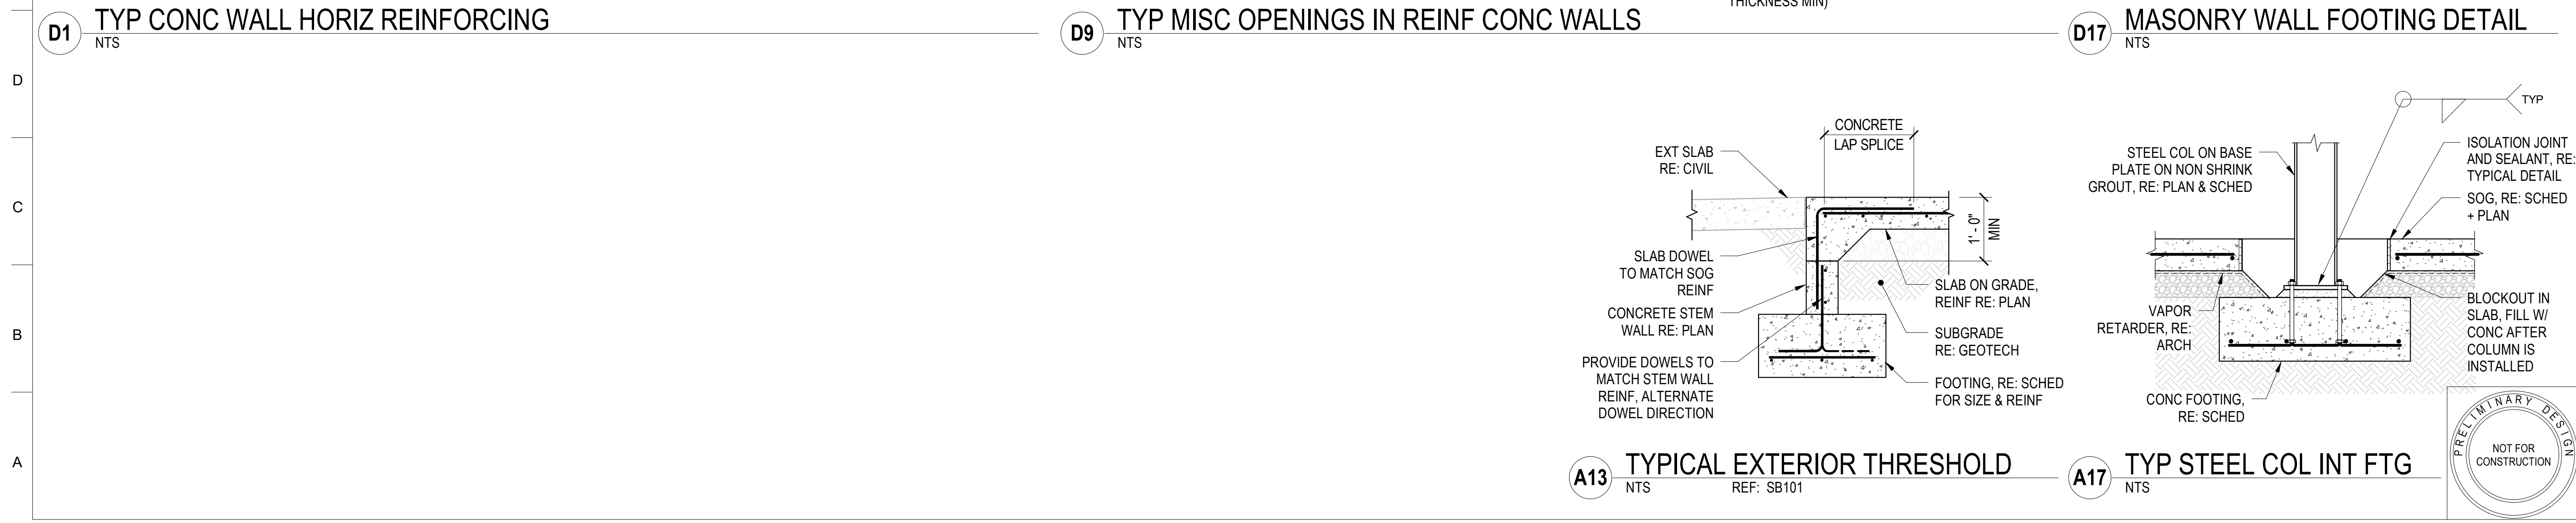 THICKNESS MIN)
D1
TYP CONC WALL HORIZ REINFORCING
NTS
D9
TYP MISC OPENINGS IN REINF CONC WALLS
NTS
D17
MASONRY WALL FOOTING DETAIL
NTS
D
C
B
A
CONCRETE
LAP SPLICE
EXT SLAB
RE: CIVIL
1' - 0"
MIN
SLAB DOWEL
TO MATCH SOG
REINF
CONCRETE STEM
WALL RE: PLAN
PROVIDE DOWELS TO
MATCH STEM WALL
REINF, ALTERNATE
DOWEL DIRECTION
SLAB ON GRADE,
REINF RE: PLAN
SUBGRADE
RE: GEOTECH
FOOTING, RE: SCHED
FOR SIZE & REINF
A13
TYPICAL EXTERIOR THRESHOLD
NTS
REF: SB101
TYP
STEEL COL ON BASE
PLATE ON NON SHRINK
GROUT, RE: PLAN & SCHED
ISOLATION JOINT
AND SEALANT, RE:
TYPICAL DETAIL
SOG, RE: SCHED
+ PLAN
VAPOR
RETARDER, RE:
ARCH
BLOCKOUT IN
SLAB, FILL W/
CONC AFTER
COLUMN IS
INSTALLED
CONC FOOTING,
RE: SCHED
A17
TYP STEEL COL INT FTG
NTS
PRELIMINARY DESIGN
NOT FOR
CONSTRUCTION